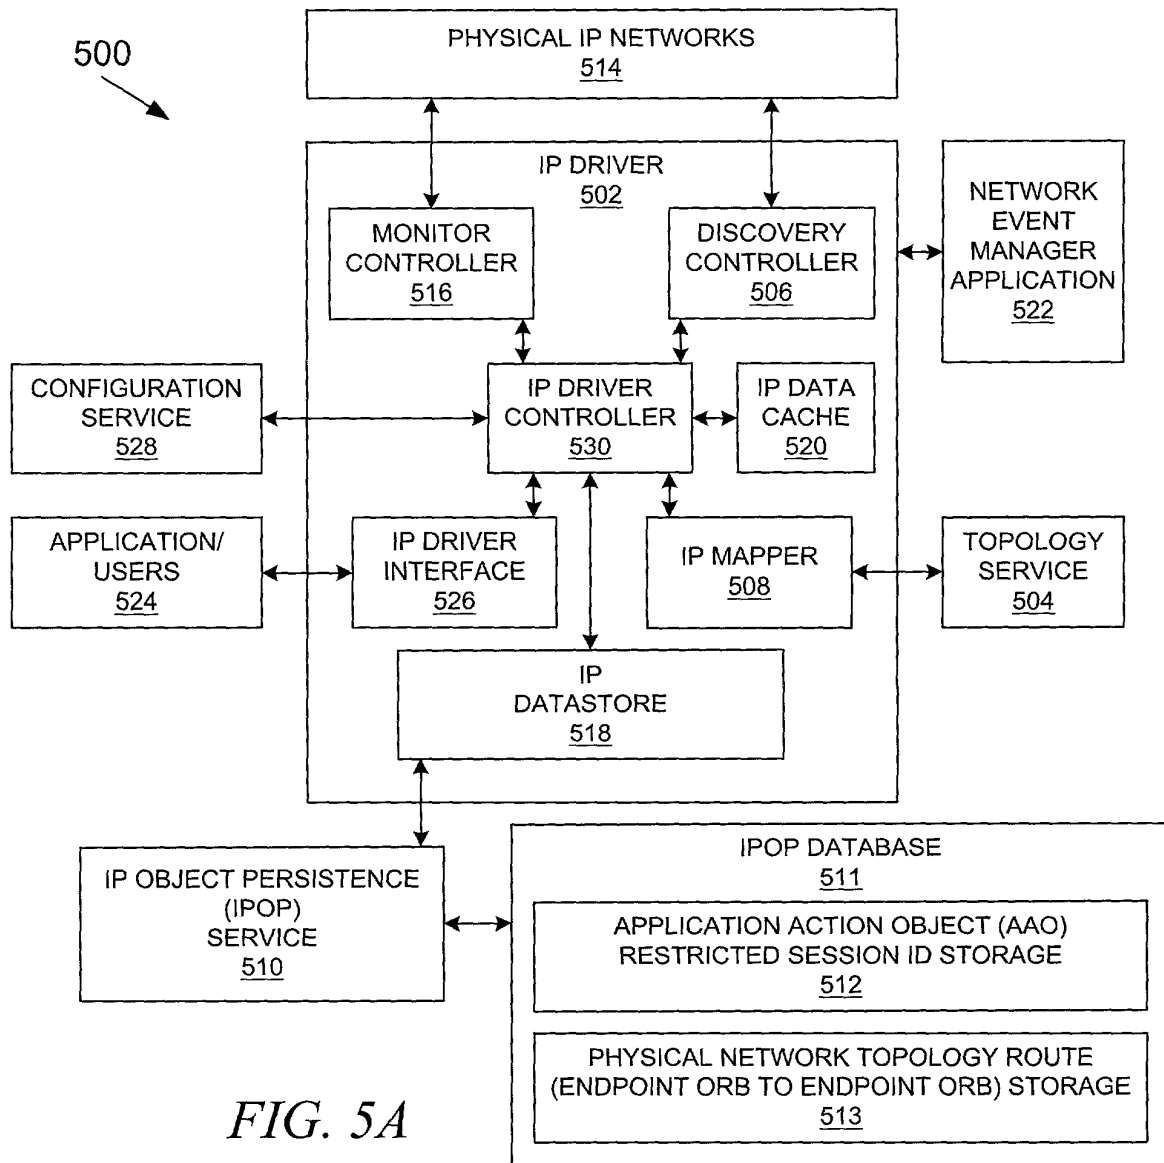 PHYSICAL IP NETWORKS
514
500
IP DRIVER
502
MONITOR
CONTROLLER
516
DISCOVERY
CONTROLLER
506
NETWORK
EVENT
MANAGER
APPLICATION
522
CONFIGURATION
SERVICE
528
IP DRIVER
CONTROLLER
530
IP DATA
CACHE
520
APPLICATION/
USERS
524
IP DRIVER
INTERFACE
526
IP MAPPER
508
TOPOLOGY
SERVICE
504
IP
DATASTORE
518
IP OBJECT PERSISTENCE
(IPOP)
SERVICE
510
IPOP DATABASE
511
APPLICATION ACTION OBJECT (AAO)
RESTRICTED SESSION ID STORAGE
512
PHYSICAL NETWORK TOPOLOGY ROUTE
(ENDPOINT ORB TO ENDPOINT ORB) STORAGE
513
FIG. 5A